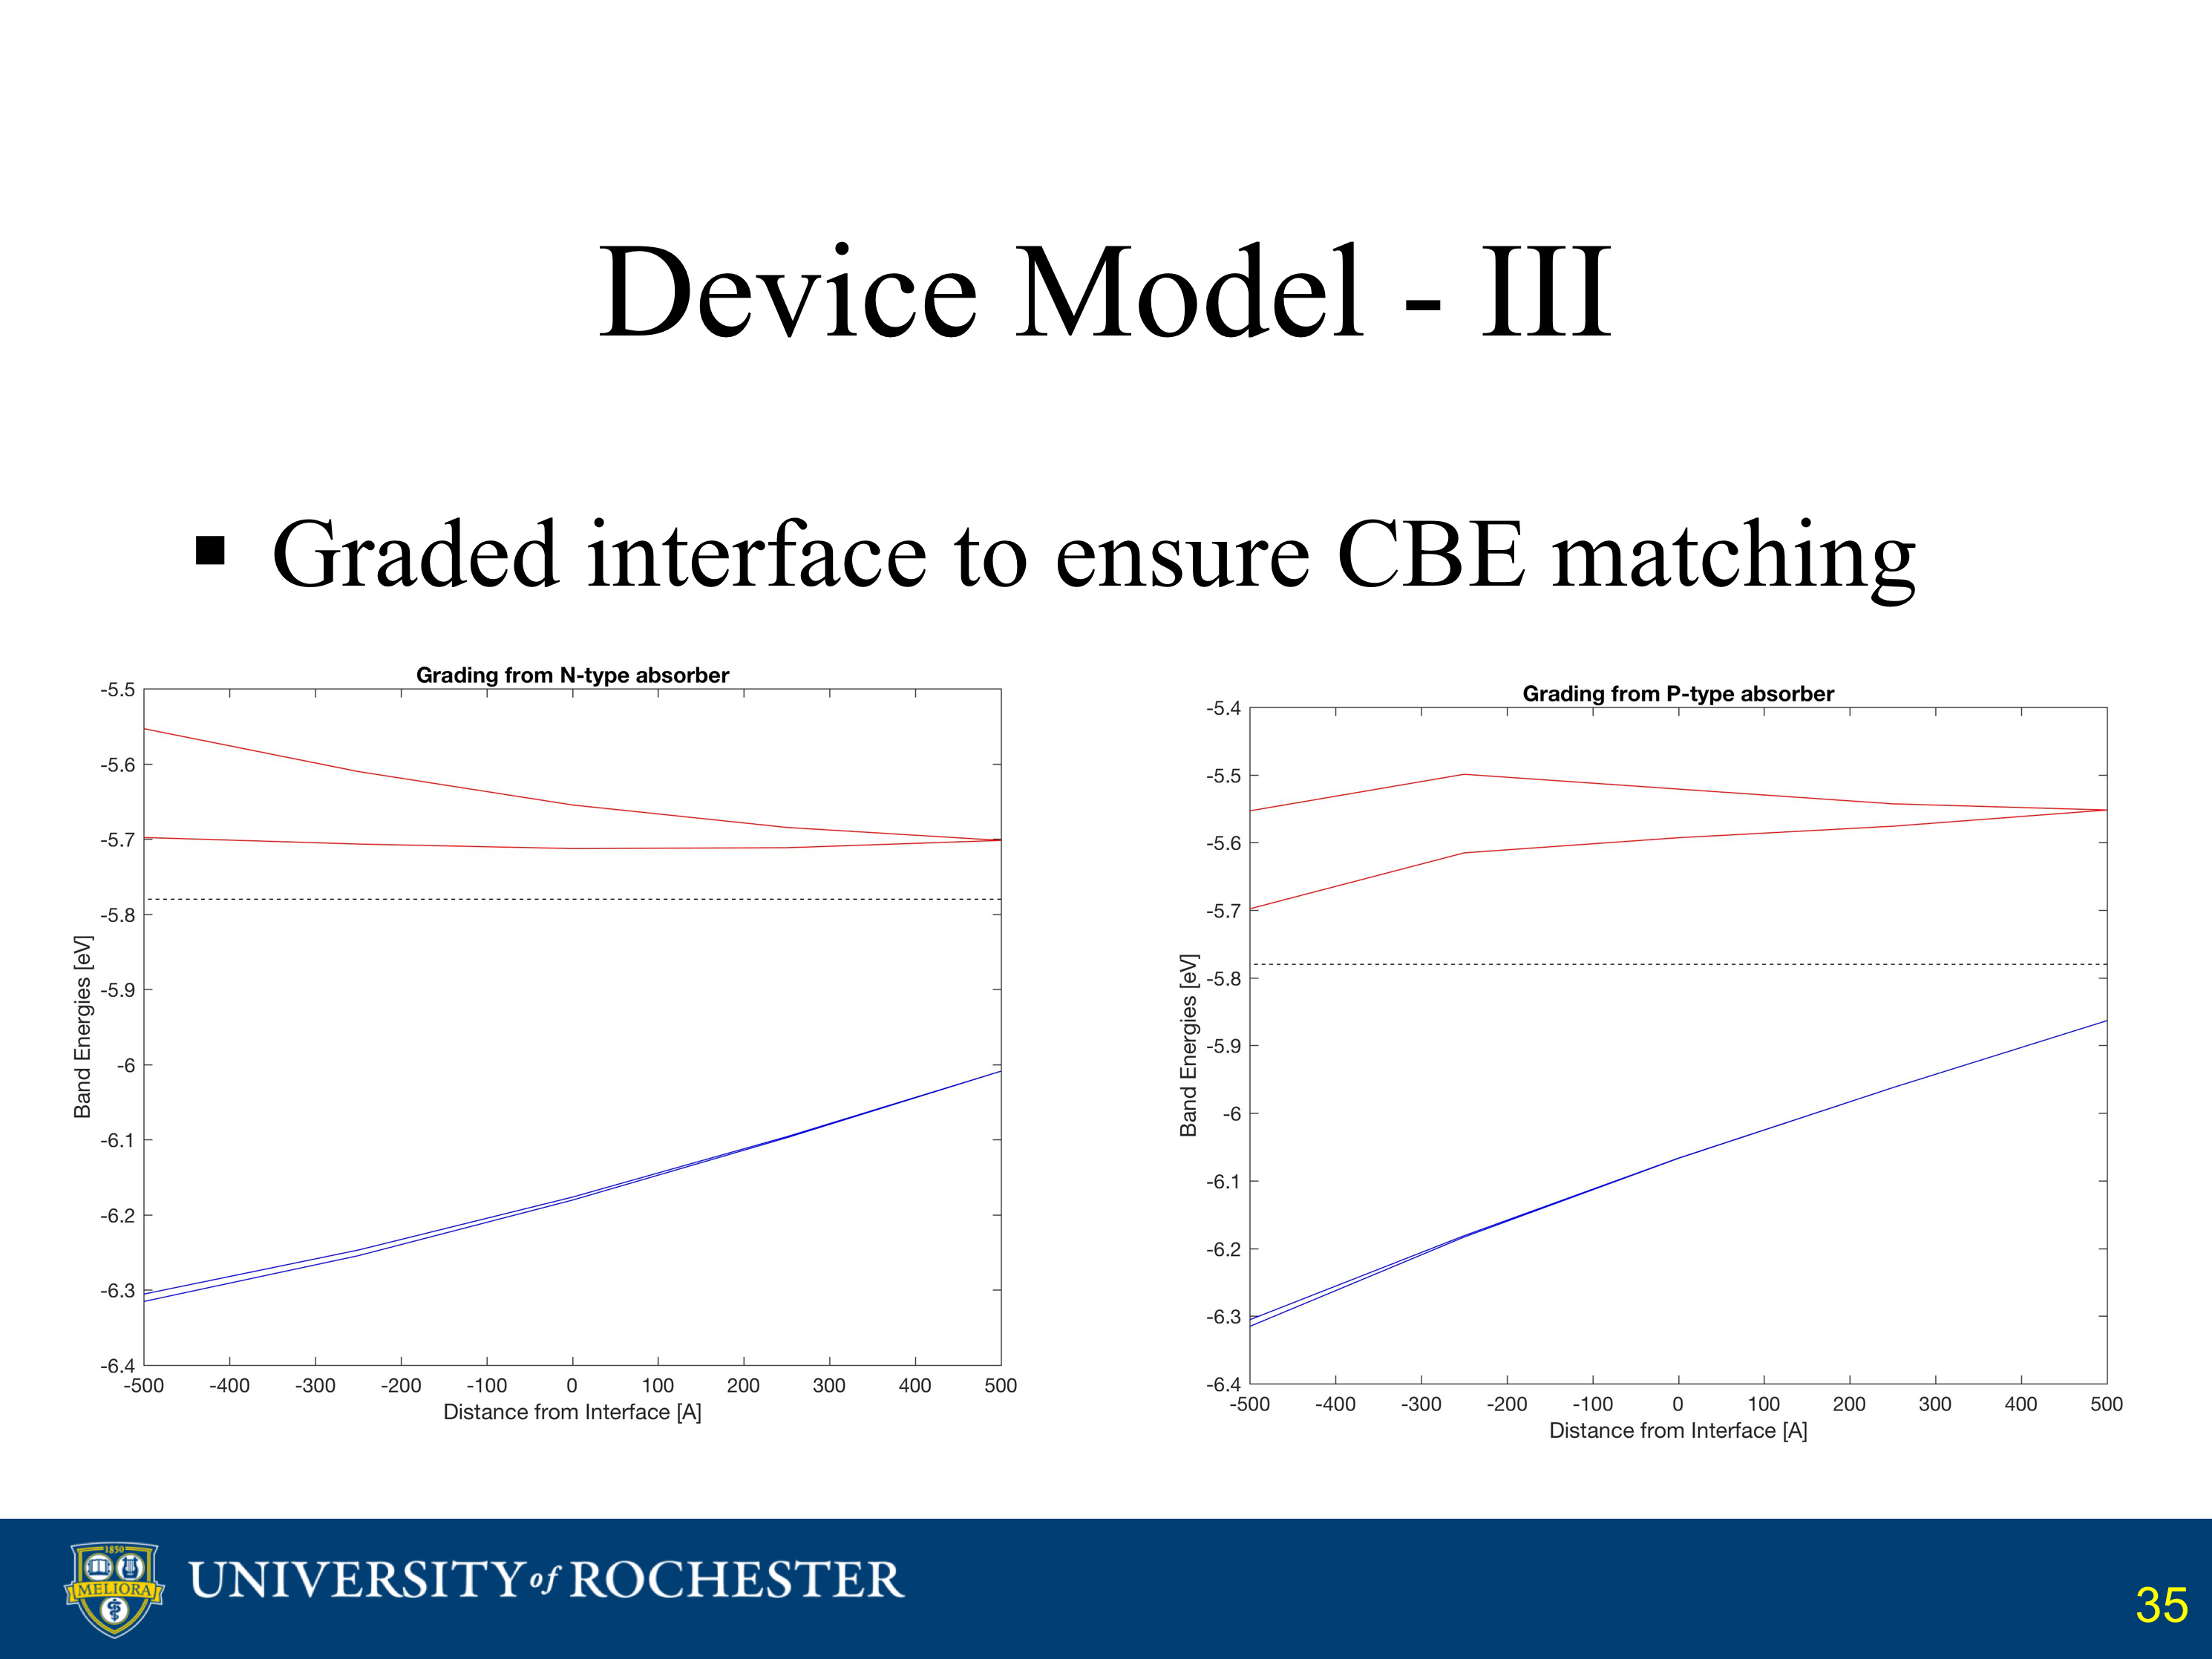 Device Model - III
▪ Graded interface to ensure CBE matching
Grading from N-type absorber
-5.5
-5.6
-5.7
-5.8
-5.9
-6
-6.1
-6.2
-6.3
-6.4
Band Energies [eV]
-500 -400 -300 -200 -100 0 100 200 300 400 500
Distance from Interface [A]
Grading from P-type absorber
-5.4
-5.5
-5.6
-5.7
-5.8
-5.9
-6
-6.1
-6.2
-6.3
-6.4
Band Energies [eV]
-500 -400 -300 -200 -100 0 100 200 300 400 500
Distance from Interface [A]
1850
MELIORA
UNIVERSITY of ROCHESTER
35